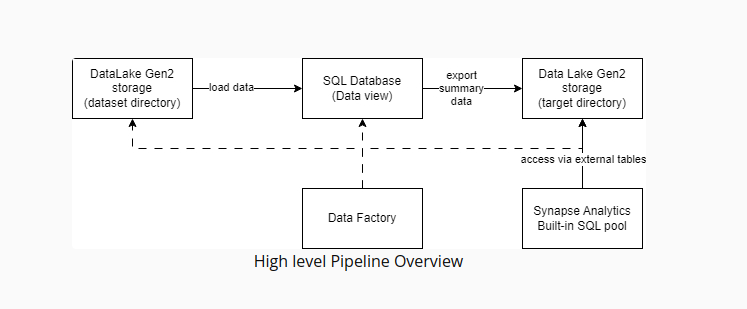 DataLake Gen2
storage
(dataset directory)
load data
SQL Database
(Data view)
export
summary
data
Data Lake Gen2
storage
(target directory)
access via external tables
Data Factory
Synapse Analytics
Built-in SQL pool
High level Pipeline Overview